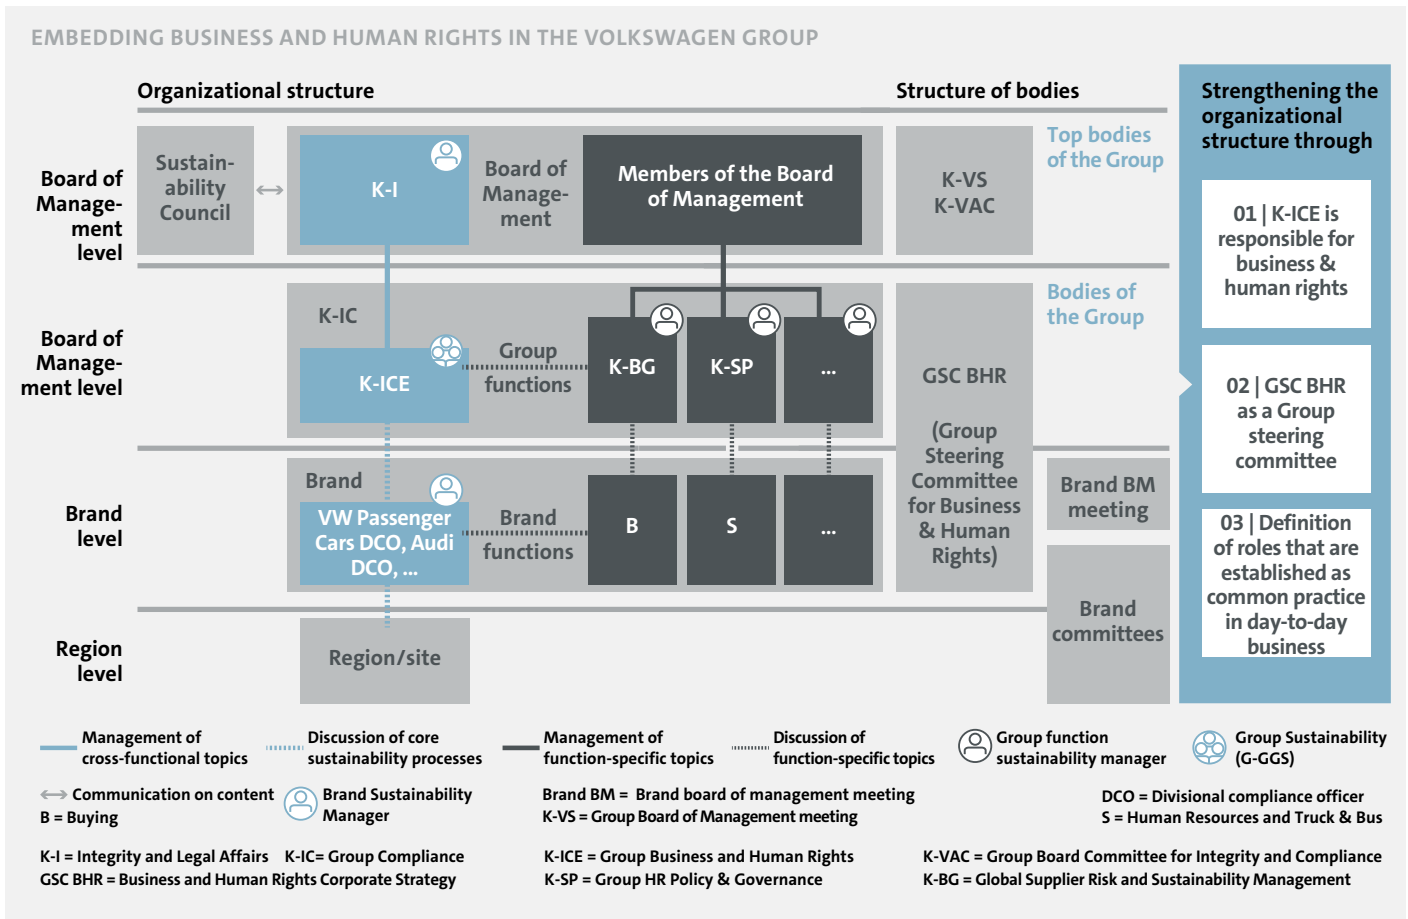 EMBEDDING BUSINESS AND HUMAN RIGHTS IN THE VOLKSWAGEN GROUP
Organizational structure
Structure of bodies
Board of
Manage-
ment
level
Sustain-
ability
Council
K-I
Board of
Manage-
ment
Members of the Board
of Management
K-VS
K-VAC
Top bodies
of the Group
Board of
Manage-
ment level
K-IC
K-ICE
Group
functions
K-BG
K-SP
...
GSC BHR
(Group
Steering
Committee
for Business
& Human
Rights)
Bodies of
the Group
Brand
level
Brand
VW Passenger
Cars DCO, Audi
DCO, ...
Brand
functions
B
S
...
Brand BM
meeting
Brand
committees
Region
level
Region/site
Strengthening the
organizational
structure through
01 | K-ICE is
responsible for
business &
human rights
02 | GSC BHR
as a Group
steering
committee
03 | Definition
of roles that are
established as
common practice
in day-to-day
business
Management of
cross-functional topics
Discussion of core
sustainability processes
Management of
function-specific topics
Discussion of
function-specific topics
Group function
sustainability manager
Group Sustainability
(G-GGS)
Communication on content
B = Buying
Brand Sustainability
Manager
Brand BM = Brand board of management meeting
K-VS = Group Board of Management meeting
DCO = Divisional compliance officer
S = Human Resources and Truck & Bus
K-I = Integrity and Legal Affairs K-IC= Group Compliance
GSC BHR = Business and Human Rights Corporate Strategy
K-ICE = Group Business and Human Rights
K-SP = Group HR Policy & Governance
K-VAC = Group Board Committee for Integrity and Compliance
K-BG = Global Supplier Risk and Sustainability Management